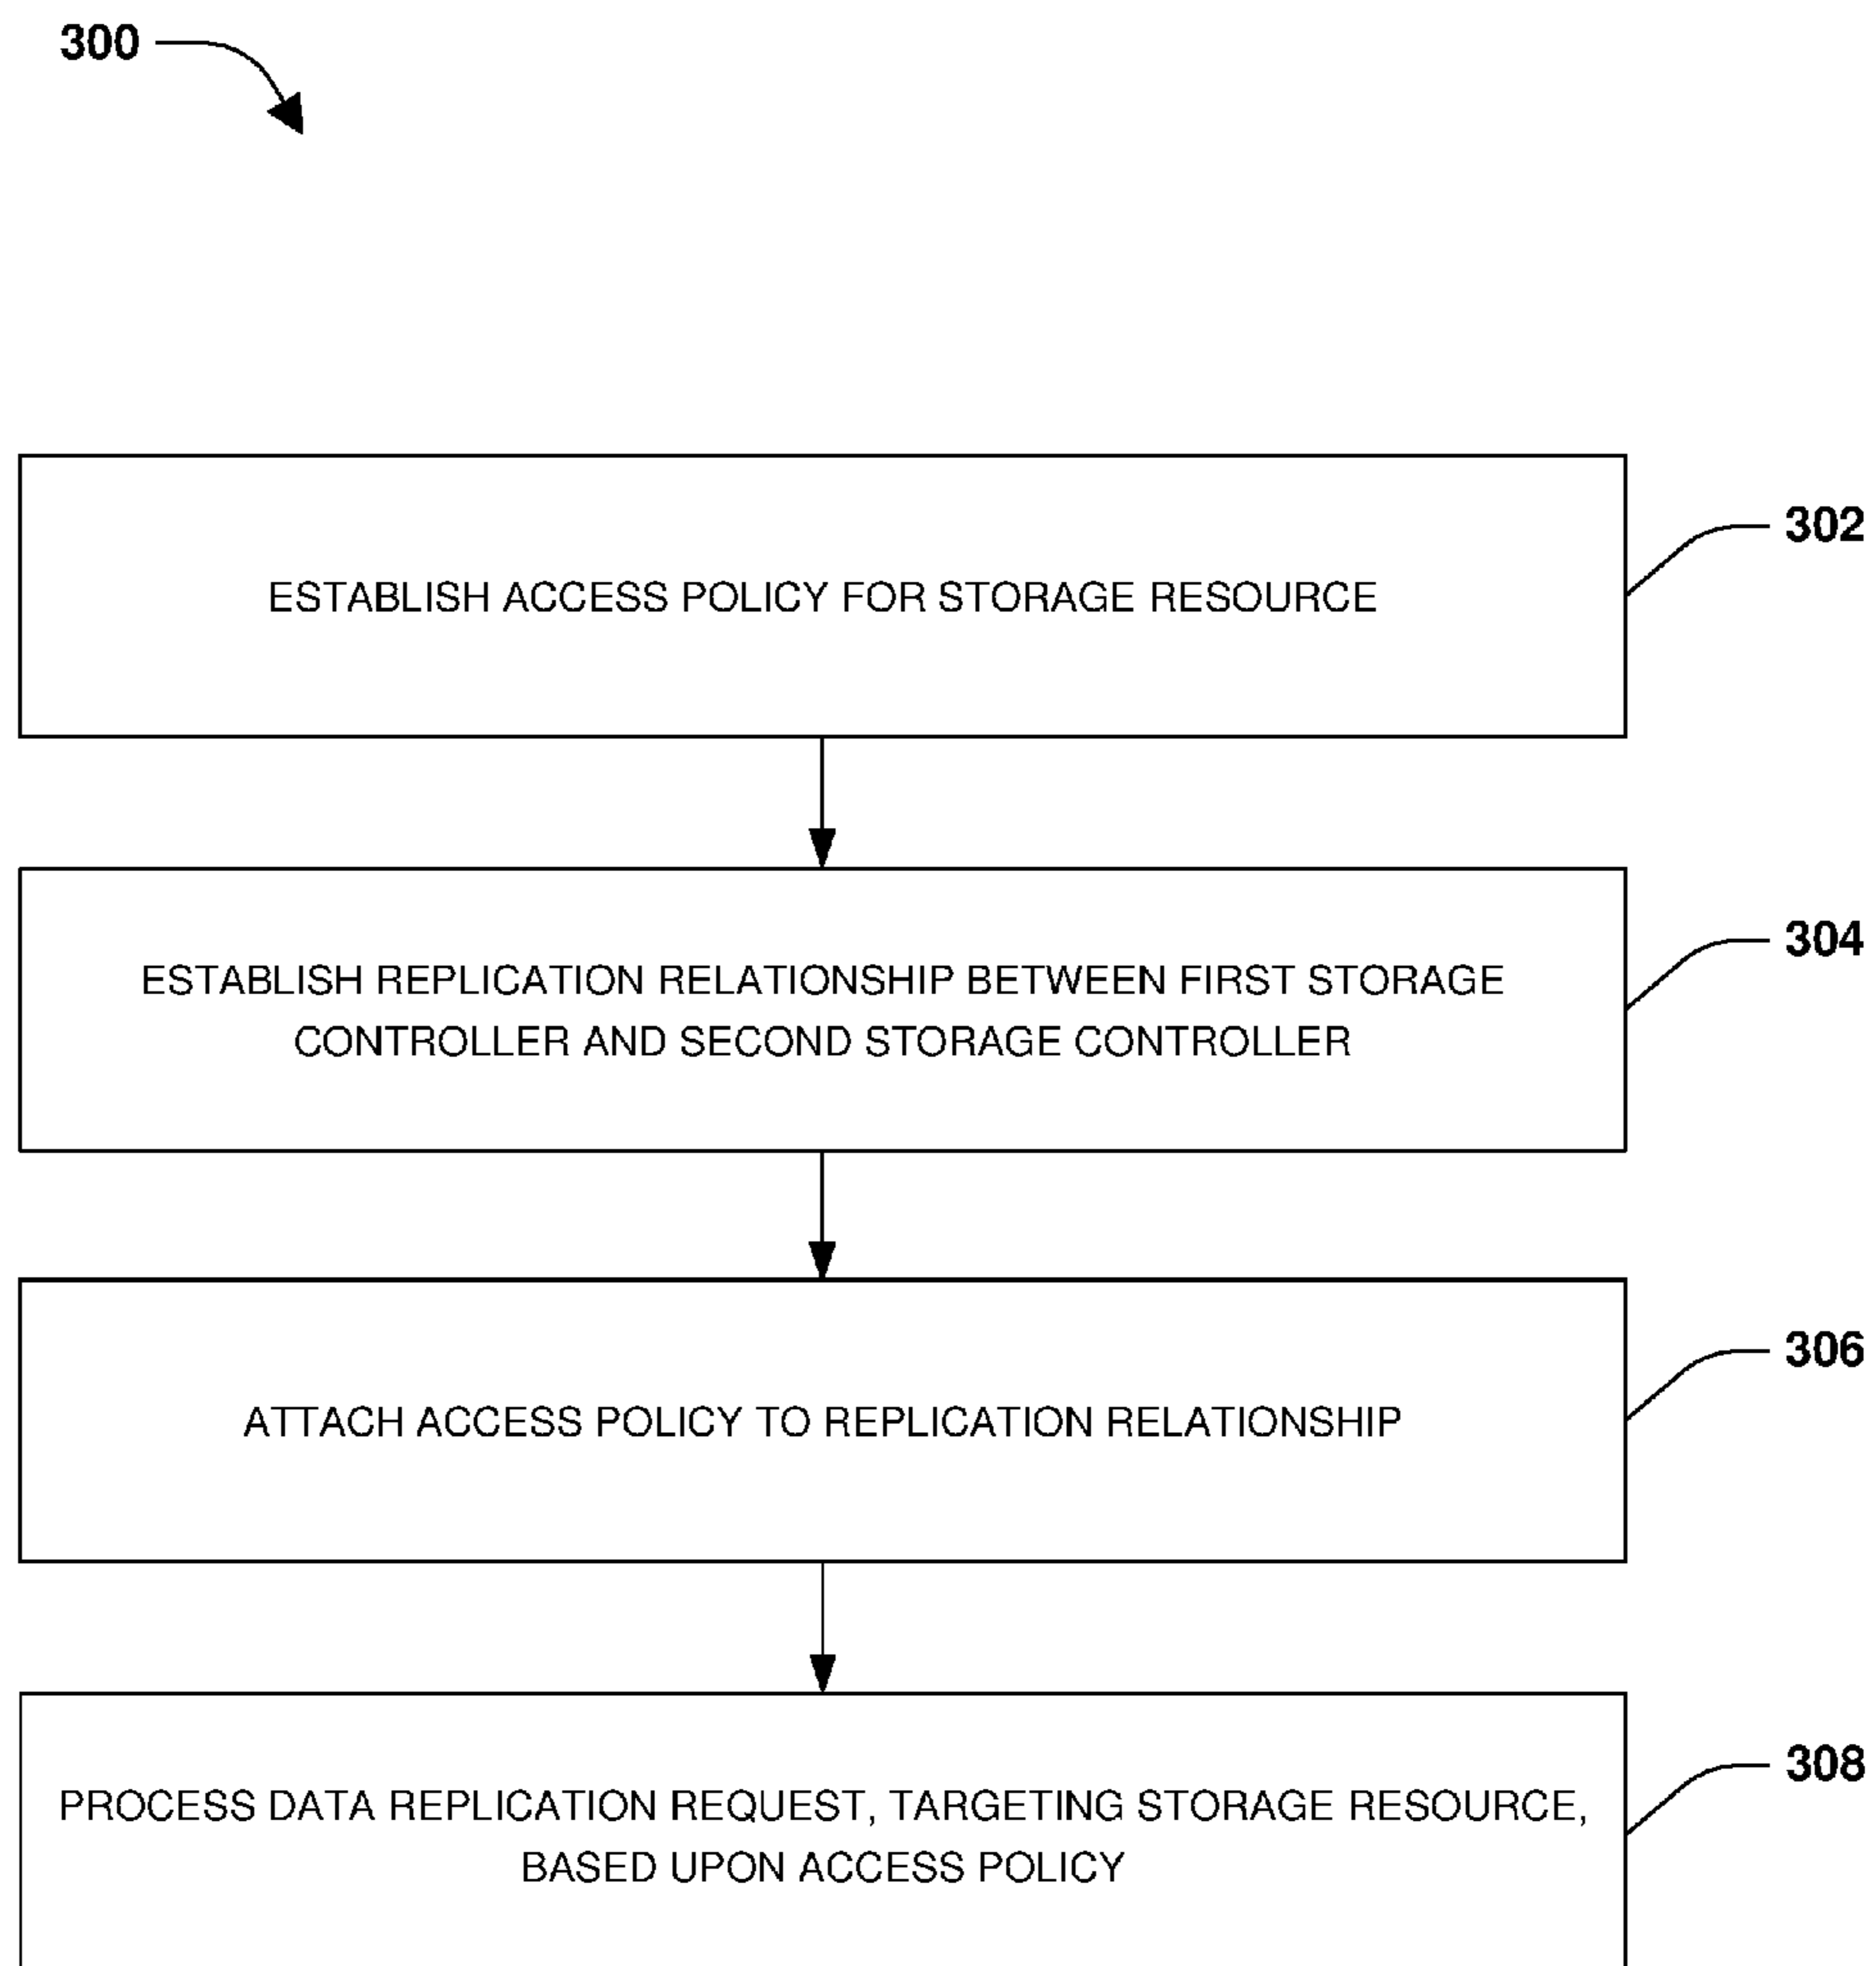 300
ESTABLISH ACCESS POLICY FOR STORAGE RESOURCE
302
ESTABLISH REPLICATION RELATIONSHIP BETWEEN FIRST STORAGE
CONTROLLER AND SECOND STORAGE CONTROLLER
304
ATTACH ACCESS POLICY TO REPLICATION RELATIONSHIP
306
PROCESS DATA REPLICATION REQUEST, TARGETING STORAGE RESOURCE,
BASED UPON ACCESS POLICY
308